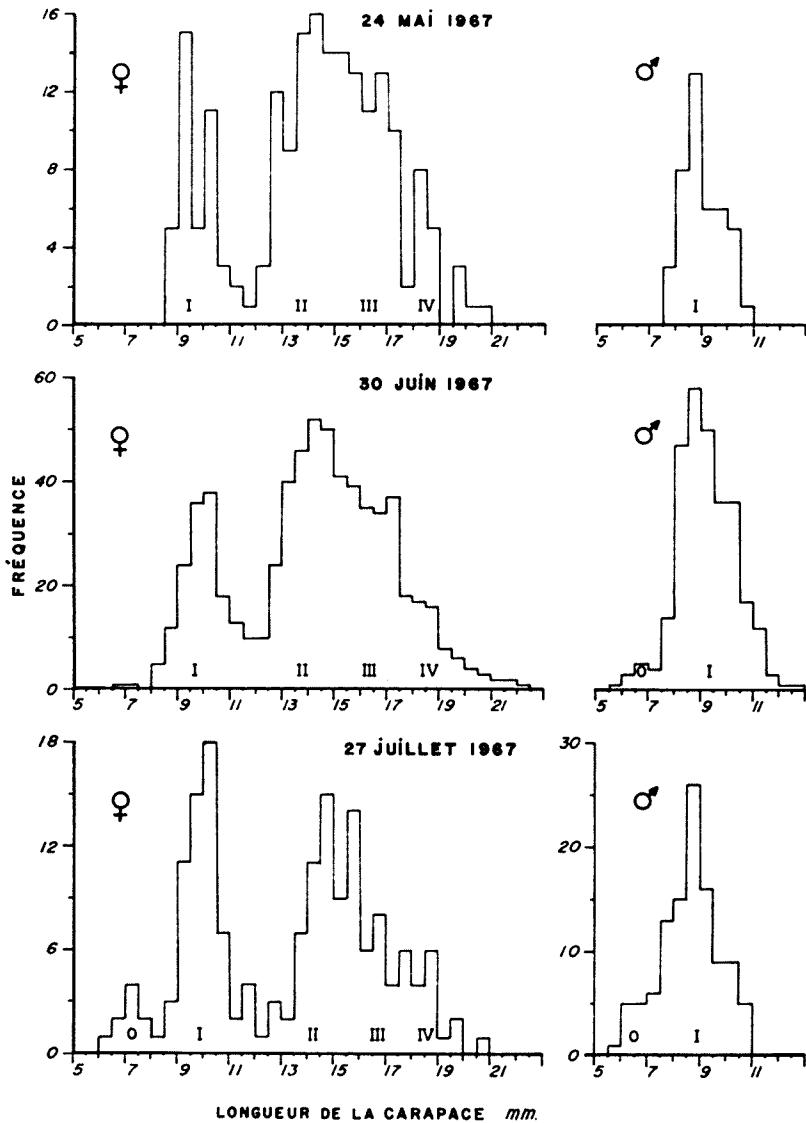 24 MAI 1967
♀
♂
16
12
8
4
0
I
II
III
IV
I
5 7 9 11 13 15 17 19 21
5 7 9 11
30 JUIN 1967
♀
♂
60
40
20
0
I
II
III
IV
0
I
5 7 9 11 13 15 17 19 21
5 7 9 11
FRÉQUENCE
27 JUILLET 1967
♀
♂
18
12
6
0
0
I
II
III
IV
30
20
10
0
0
I
5 7 9 11 13 15 17 19 21
5 7 9 11
LONGUEUR DE LA CARAPACE mm.